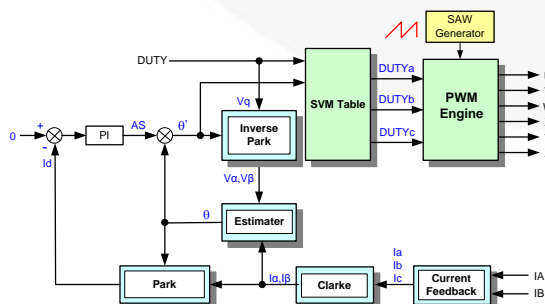 SAW
Generator
DUTY
DUTYa
DUTYb
DUTYc
SVM Table
PWM
Engine
Vq
0
+
-
PI
AS
θ'
Id
Inverse
Park
Vα,Vβ
θ
Estimater
Park
Iα,Iβ
Clarke
Ia
Ib
Ic
Current
Feedback
IA
IB